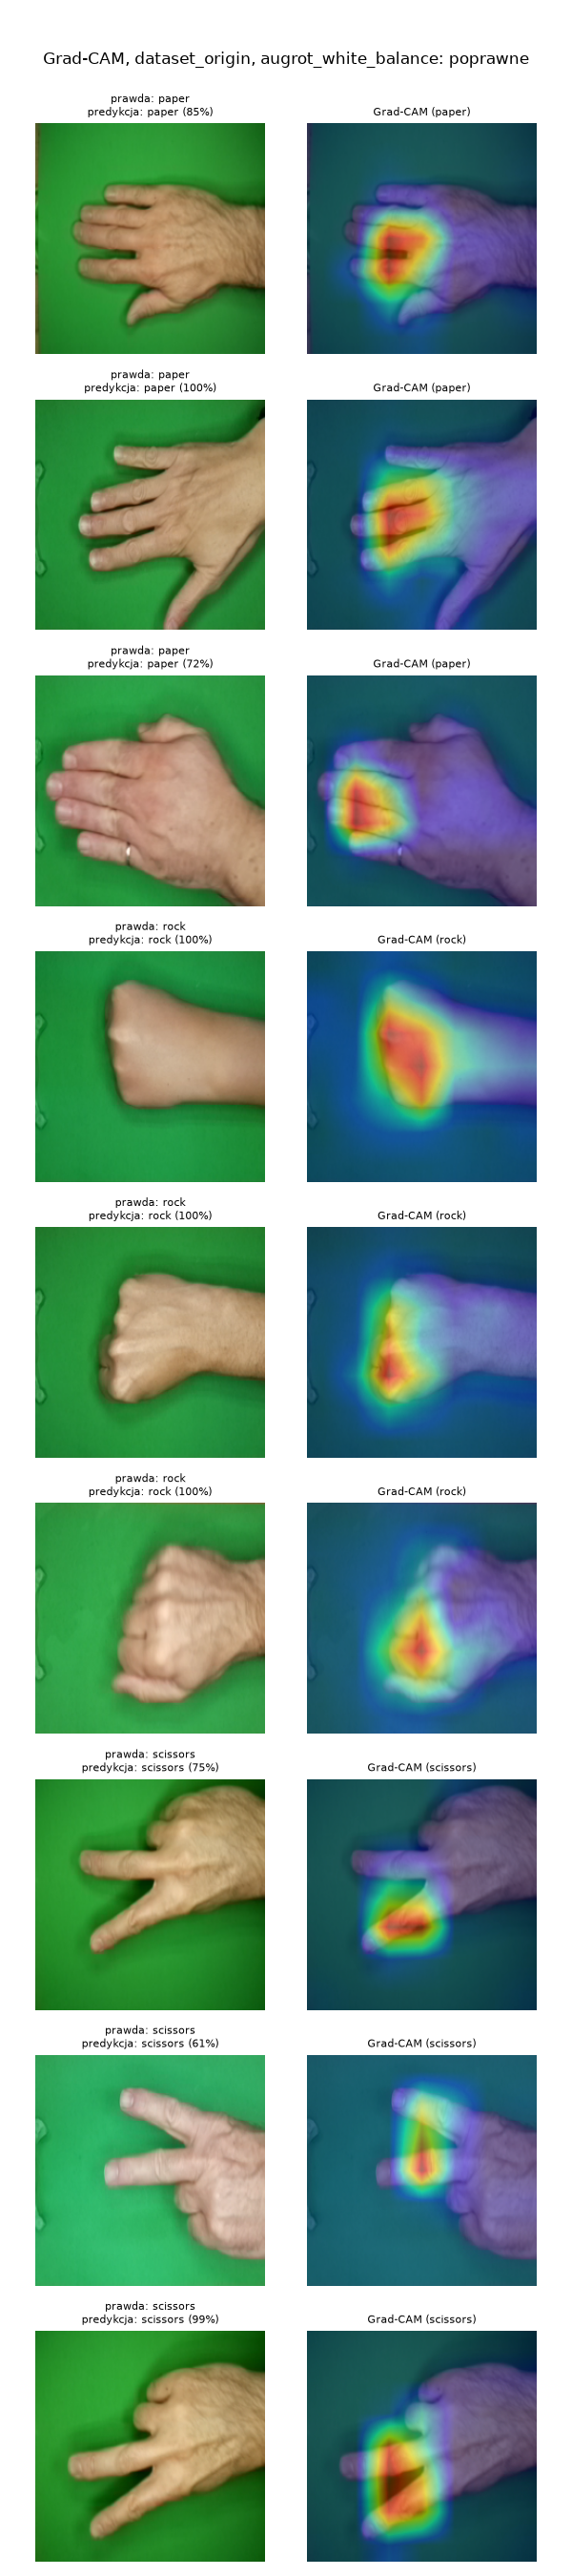 Grad-CAM, dataset_origin, augrot_white_balance: poprawne
prawda: paper
predykcja: paper (85%)
Grad-CAM (paper)
prawda: paper
predykcja: paper (100%)
Grad-CAM (paper)
prawda: paper
predykcja: paper (72%)
Grad-CAM (paper)
prawda: rock
predykcja: rock (100%)
Grad-CAM (rock)
prawda: rock
predykcja: rock (100%)
Grad-CAM (rock)
prawda: rock
predykcja: rock (100%)
Grad-CAM (rock)
prawda: scissors
predykcja: scissors (75%)
Grad-CAM (scissors)
prawda: scissors
predykcja: scissors (61%)
Grad-CAM (scissors)
prawda: scissors
predykcja: scissors (99%)
Grad-CAM (scissors)